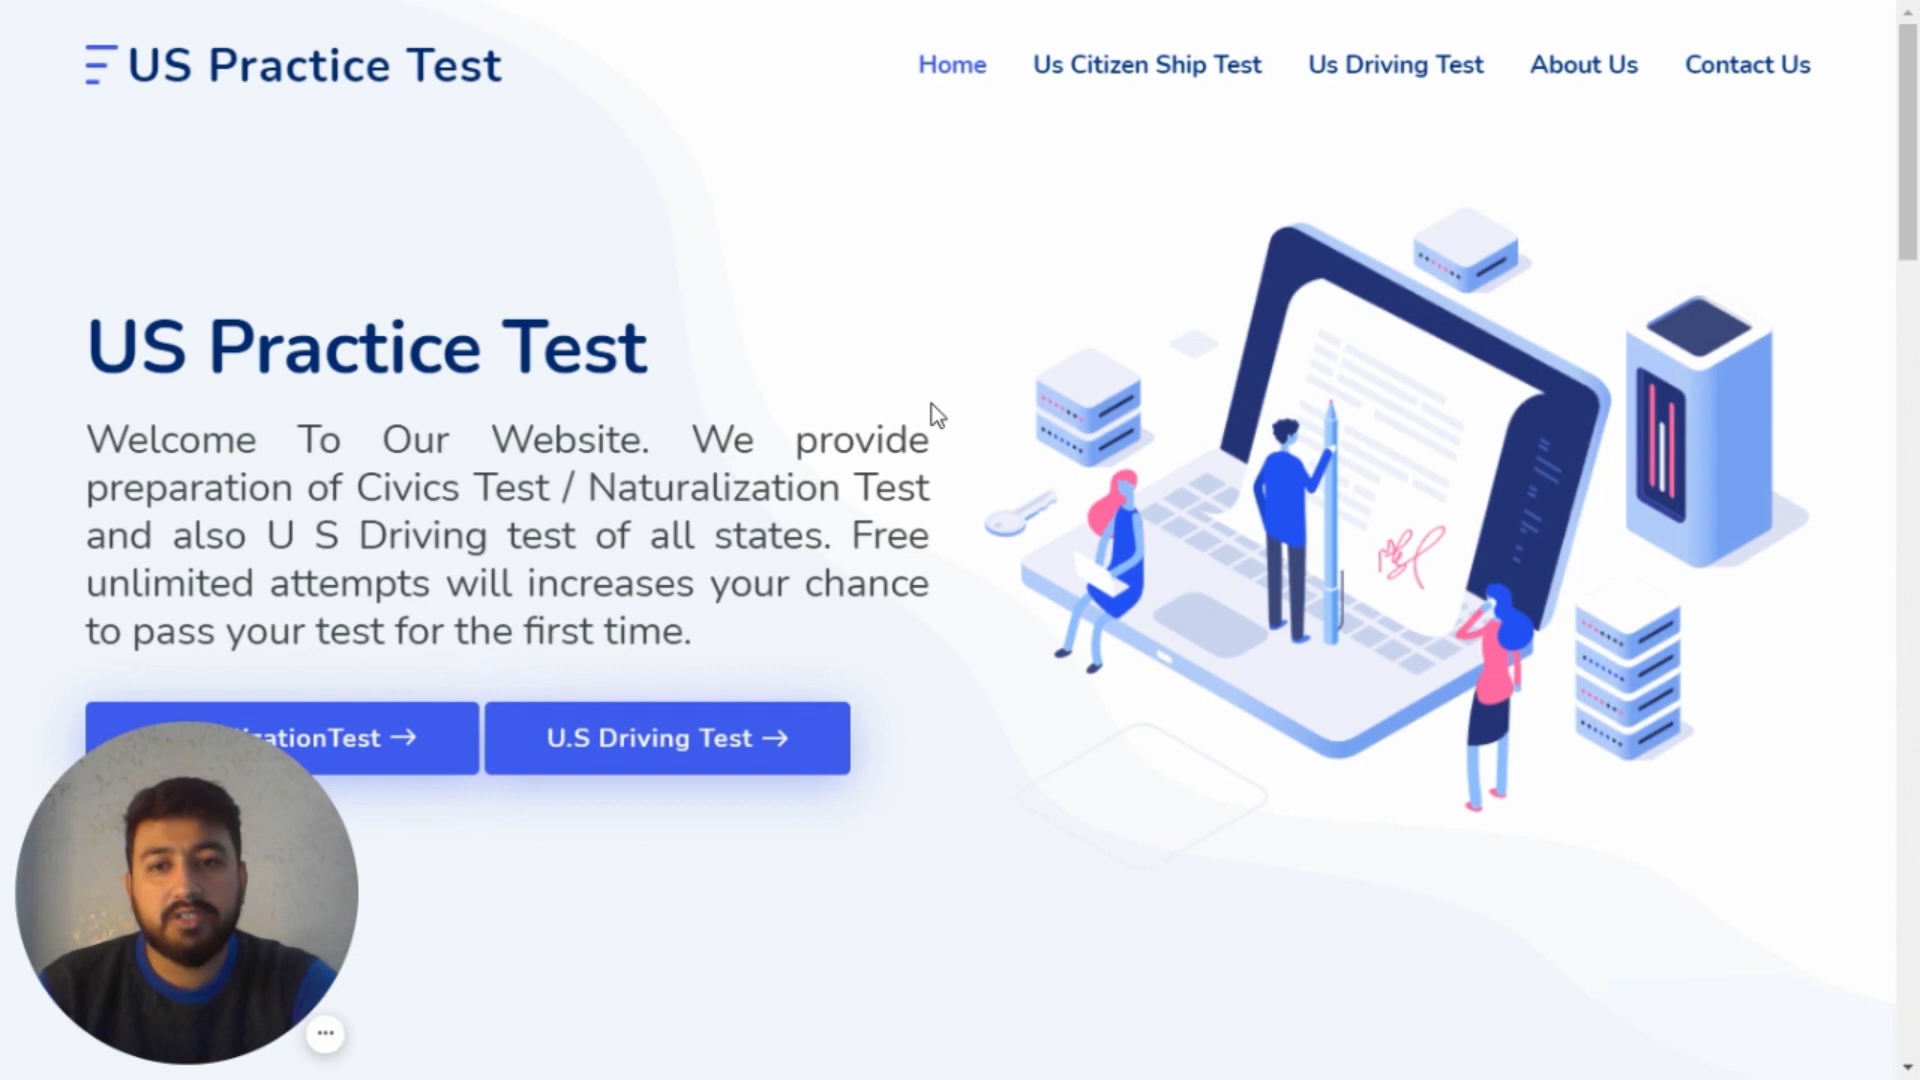 US Practice Test
Home Us Citizen Ship Test Us Driving Test About Us Contact Us
US Practice Test
Welcome To Our Website. We provide
preparation of Civics Test / Naturalization Test
and also U S Driving test of all states. Free
unlimited attempts will increases your chance
to pass your test for the first time.
U.S Driving Test →